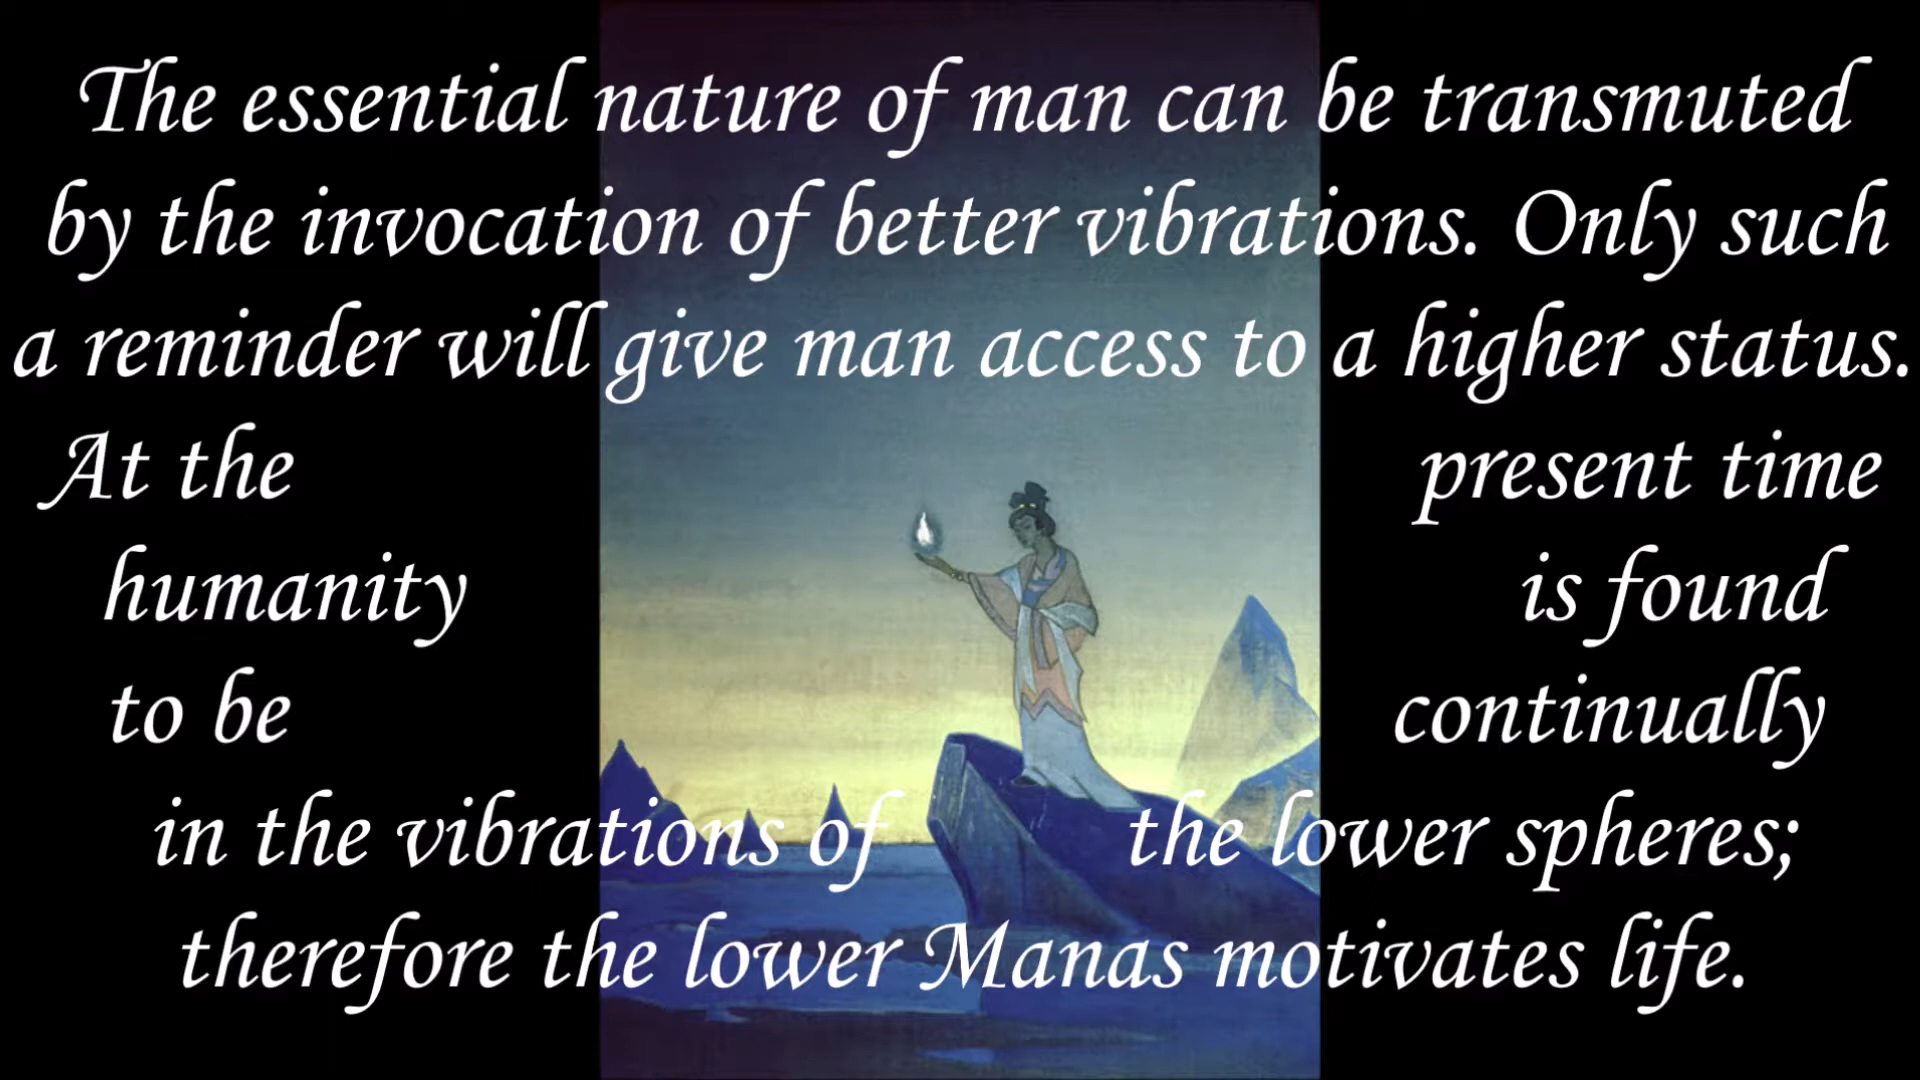 The essential nature of man can be transmuted
by the invocation of better vibrations. Only such
a reminder will give man access to a higher status.
At the present time
humanity is found
to be continually
in the vibrations of the lower spheres;
therefore the lower Manas motivates life.